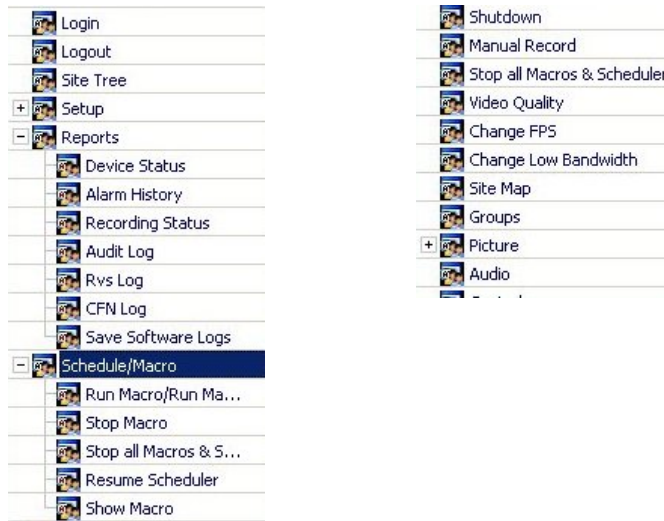 Login
Logout
Site Tree
Setup
Reports
Device Status
Alarm History
Recording Status
Audit Log
Rvs Log
CFN Log
Save Software Logs
Schedule/Macro
Run Macro/Run Ma...
Stop Macro
Stop all Macros & S...
Resume Scheduler
Show Macro
Shutdown
Manual Record
Stop all Macros & Scheduler
Video Quality
Change FPS
Change Low Bandwidth
Site Map
Groups
Picture
Audio